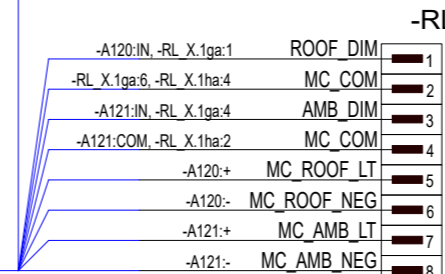 -RL
-A120:IN, -RL_X.1ga:1 ROOF_DIM 1
-RL_X.1ga:6, -RL_X.1ha:4 MC_COM 2
-A121:IN, -RL_X.1ga:4 AMB_DIM 3
-A121:COM, -RL_X.1ha:2 MC_COM 4
-A120:+ MC_ROOF_LT 5
-A120:- MC_ROOF_NEG 6
-A121:+ MC_AMB_LT 7
-A121:- MC_AMB_NEG 8